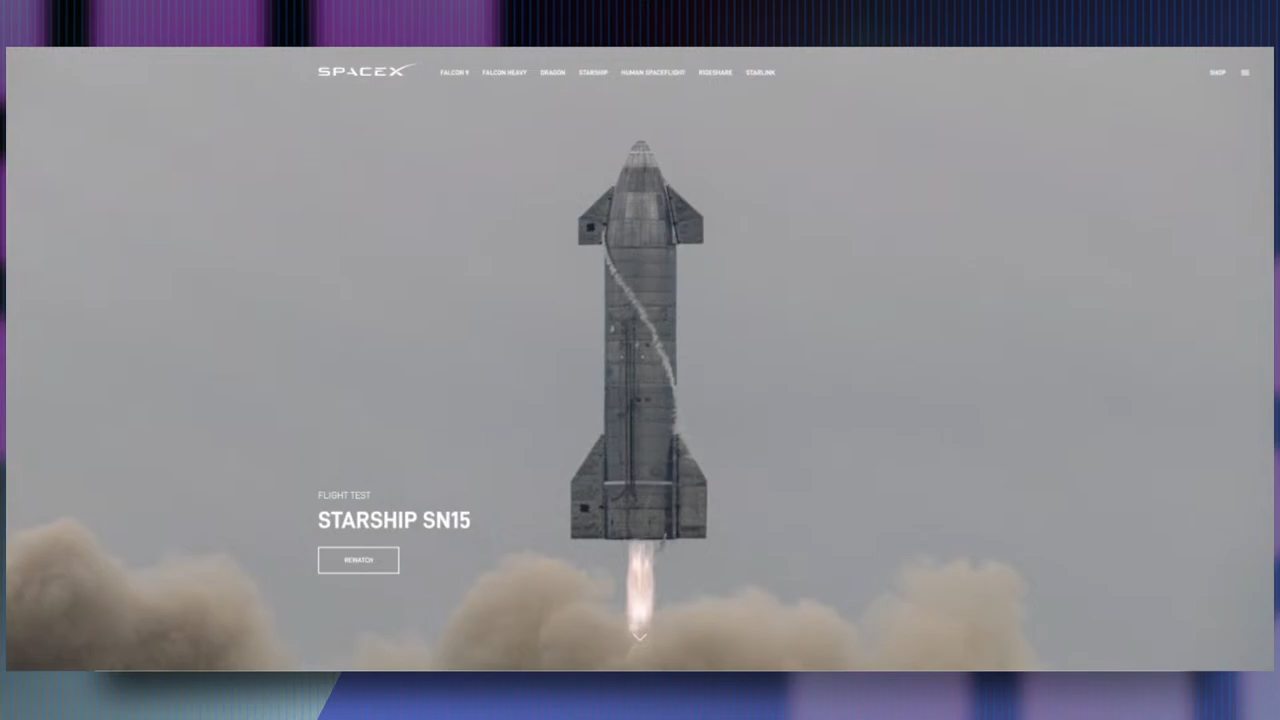 SPACEX FALCON 9 FALCON HEAVY DRAGON STARSHIP HUMAN SPACEFLIGHT RIDESHARE STARLINK SHOP
FLIGHT TEST
STARSHIP SN15
REWATCH